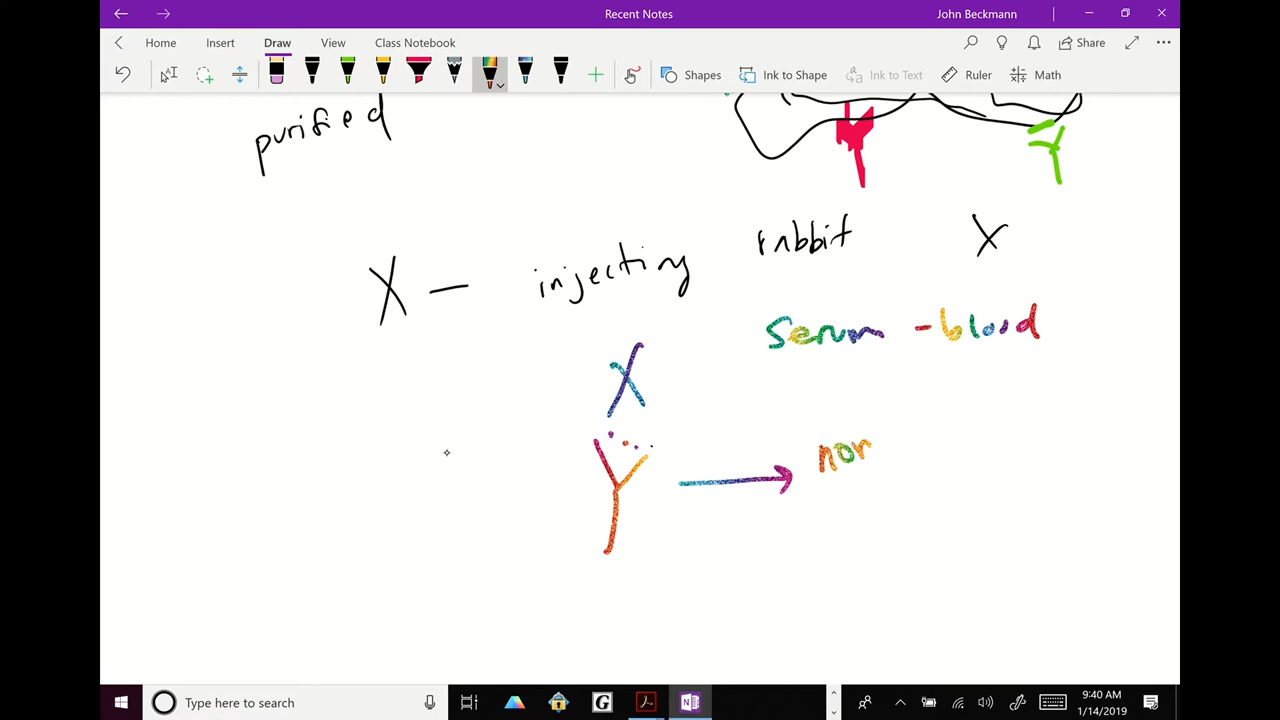 Recent Notes
John Beckmann
Home Insert Draw View Class Notebook Share
Shapes Ink to Shape Ink to Text Ruler Math
purified
X - injecting rabbit X
serum - blood
X
Y → nor
Type here to search
G
9:40 AM
1/14/2019